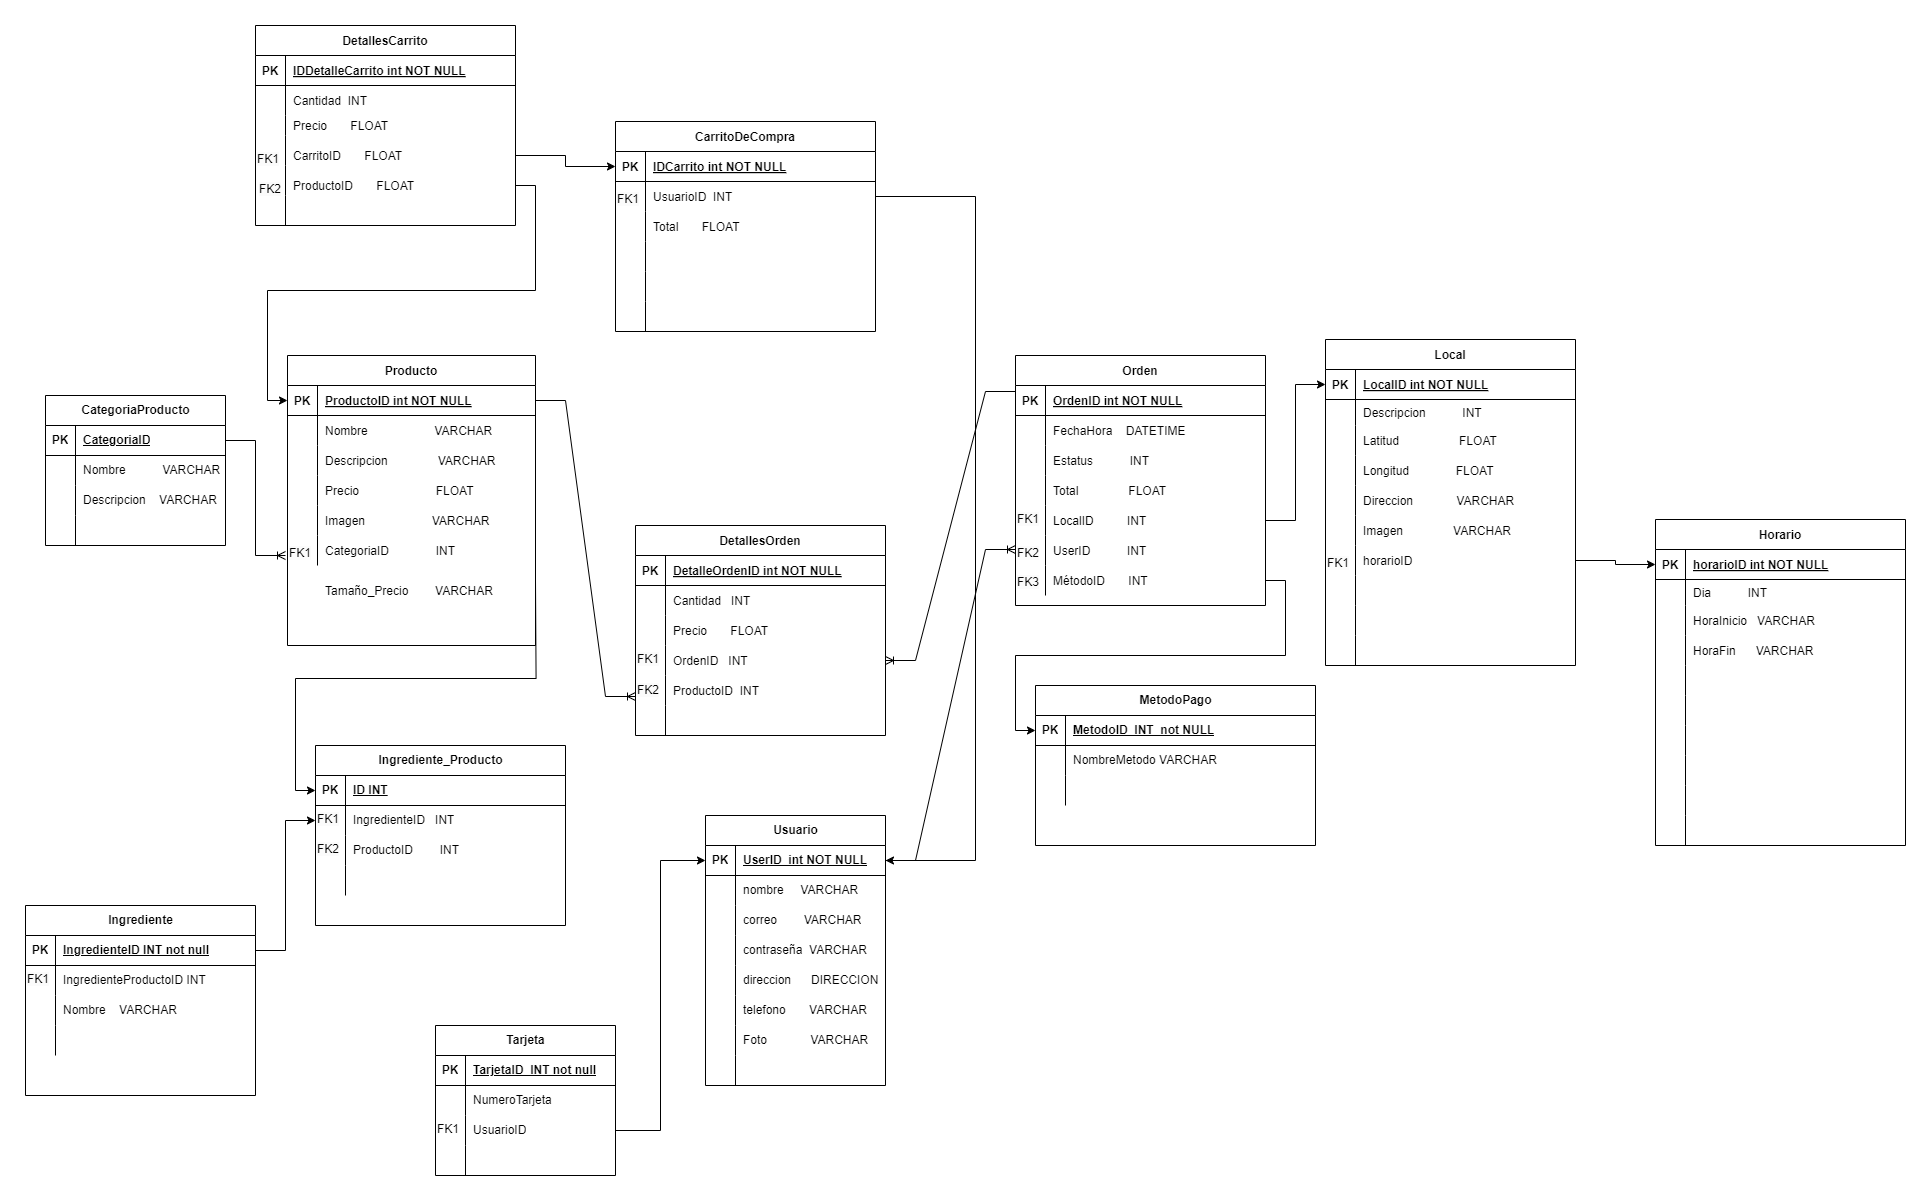 DetallesCarrito
PK IDDetalleCarrito int NOT NULL
Cantidad INT
Precio FLOAT
FK1 CarritoID FLOAT
FK2 ProductoID FLOAT
CarritoDeCompra
PK IDCarrito int NOT NULL
FK1 UsuarioID INT
Total FLOAT
CategoriaProducto
PK CategoriaID
Nombre VARCHAR
Descripcion VARCHAR
Producto
PK ProductoID int NOT NULL
Nombre VARCHAR
Descripcion VARCHAR
Precio FLOAT
Imagen VARCHAR
FK1 CategoriaID INT
Tamaño_Precio VARCHAR
DetallesOrden
PK DetalleOrdenID int NOT NULL
Cantidad INT
Precio FLOAT
FK1 OrdenID INT
FK2 ProductoID INT
Orden
PK OrdenID int NOT NULL
FechaHora DATETIME
Estatus INT
Total FLOAT
FK1 LocalID INT
FK2 UserID INT
FK3 MétodoID INT
Local
PK LocalID int NOT NULL
Descripcion INT
Latitud FLOAT
Longitud FLOAT
Direccion VARCHAR
Imagen VARCHAR
FK1 horarioID
Horario
PK horarioID int NOT NULL
Dia INT
HoraInicio VARCHAR
HoraFin VARCHAR
MetodoPago
PK MetodoID INT not NULL
NombreMetodo VARCHAR
Ingrediente_Producto
PK ID INT
FK1 IngredienteID INT
FK2 ProductoID INT
Usuario
PK UserID int NOT NULL
nombre VARCHAR
correo VARCHAR
contraseña VARCHAR
direccion DIRECCION
telefono VARCHAR
Foto VARCHAR
Ingrediente
PK IngredienteID INT not null
FK1 IngredienteProductoID INT
Nombre VARCHAR
Tarjeta
PK TarjetaID INT not null
NumeroTarjeta
FK1 UsuarioID